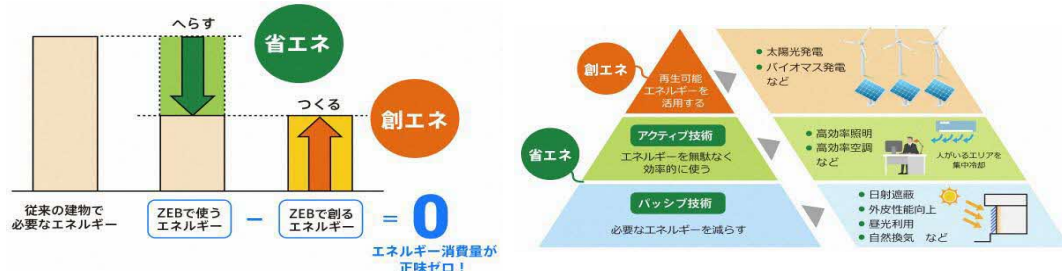 へらす
省エネ
つくる
創エネ
従来の建物で
必要なエネルギー
ZEBで使う
エネルギー
−
ZEBで創る
エネルギー
= 0
エネルギー消費量が
正味ゼロ！
創エネ
再生可能
エネルギーを
活用する
● 太陽光発電
● バイオマス発電
など
省エネ
アクティブ技術
エネルギーを無駄なく
効率的に使う
● 高効率照明
● 高効率空調
など
人がいるエリアを
集中冷却
パッシブ技術
必要なエネルギーを減らす
● 日射遮蔽
● 外皮性能向上
● 昼光利用
● 自然換気 など